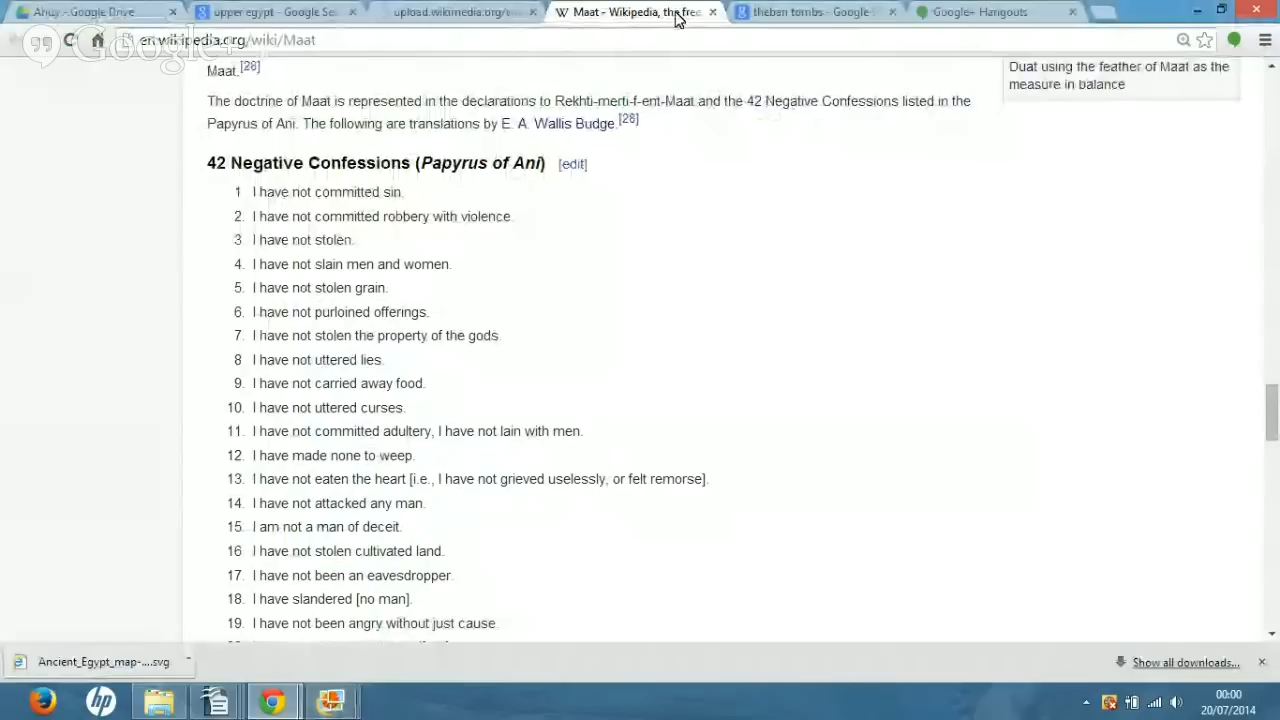 Google Drive
upper egypt - Google Se
upload.wikimedia.org/
Maat - Wikipedia, the free
theban tombs - Google
Google+ Hangouts
Google+
en.wikipedia.org/wiki/Maat
Maat.[26]
Duat using the feather of Maat as the
measure in balance
The doctrine of Maat is represented in the declarations to Rekhti-merti-f-ent-Maat and the 42 Negative Confessions listed in the
Papyrus of Ani. The following are translations by E. A. Wallis Budge.[28]
42 Negative Confessions (Papyrus of Ani) [edit]
1 I have not committed sin.
2. I have not committed robbery with violence.
3 I have not stolen.
4. I have not slain men and women.
5. I have not stolen grain.
6. I have not purloined offerings.
7. I have not stolen the property of the gods.
8 I have not uttered lies.
9. I have not carried away food.
10. I have not uttered curses.
11. I have not committed adultery, I have not lain with men.
12. I have made none to weep.
13. I have not eaten the heart [i.e., I have not grieved uselessly, or felt remorse].
14. I have not attacked any man.
15. I am not a man of deceit.
16 I have not stolen cultivated land.
17. I have not been an eavesdropper.
18. I have slandered [no man].
19. I have not been angry without just cause.
Ancient_Egypt_map-....svg
Show all downloads...
hp
00:00
20/07/2014